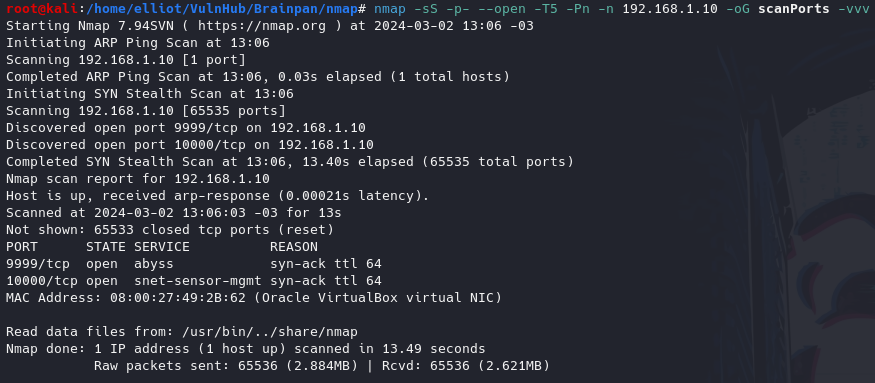 root@kali:/home/elliot/VulnHub/Brainpan/nmap# nmap -sS -p- --open -T5 -Pn -n 192.168.1.10 -oG scanPorts -vvv
Starting Nmap 7.94SVN ( https://nmap.org ) at 2024-03-02 13:06 -03
Initiating ARP Ping Scan at 13:06
Scanning 192.168.1.10 [1 port]
Completed ARP Ping Scan at 13:06, 0.03s elapsed (1 total hosts)
Initiating SYN Stealth Scan at 13:06
Scanning 192.168.1.10 [65535 ports]
Discovered open port 9999/tcp on 192.168.1.10
Discovered open port 10000/tcp on 192.168.1.10
Completed SYN Stealth Scan at 13:06, 13.40s elapsed (65535 total ports)
Nmap scan report for 192.168.1.10
Host is up, received arp-response (0.00021s latency).
Scanned at 2024-03-02 13:06:03 -03 for 13s
Not shown: 65533 closed tcp ports (reset)
PORT      STATE SERVICE          REASON
9999/tcp  open  abyss            syn-ack ttl 64
10000/tcp open  snet-sensor-mgmt syn-ack ttl 64
MAC Address: 08:00:27:49:2B:62 (Oracle VirtualBox virtual NIC)

Read data files from: /usr/bin/../share/nmap
Nmap done: 1 IP address (1 host up) scanned in 13.49 seconds
           Raw packets sent: 65536 (2.884MB) | Rcvd: 65536 (2.621MB)